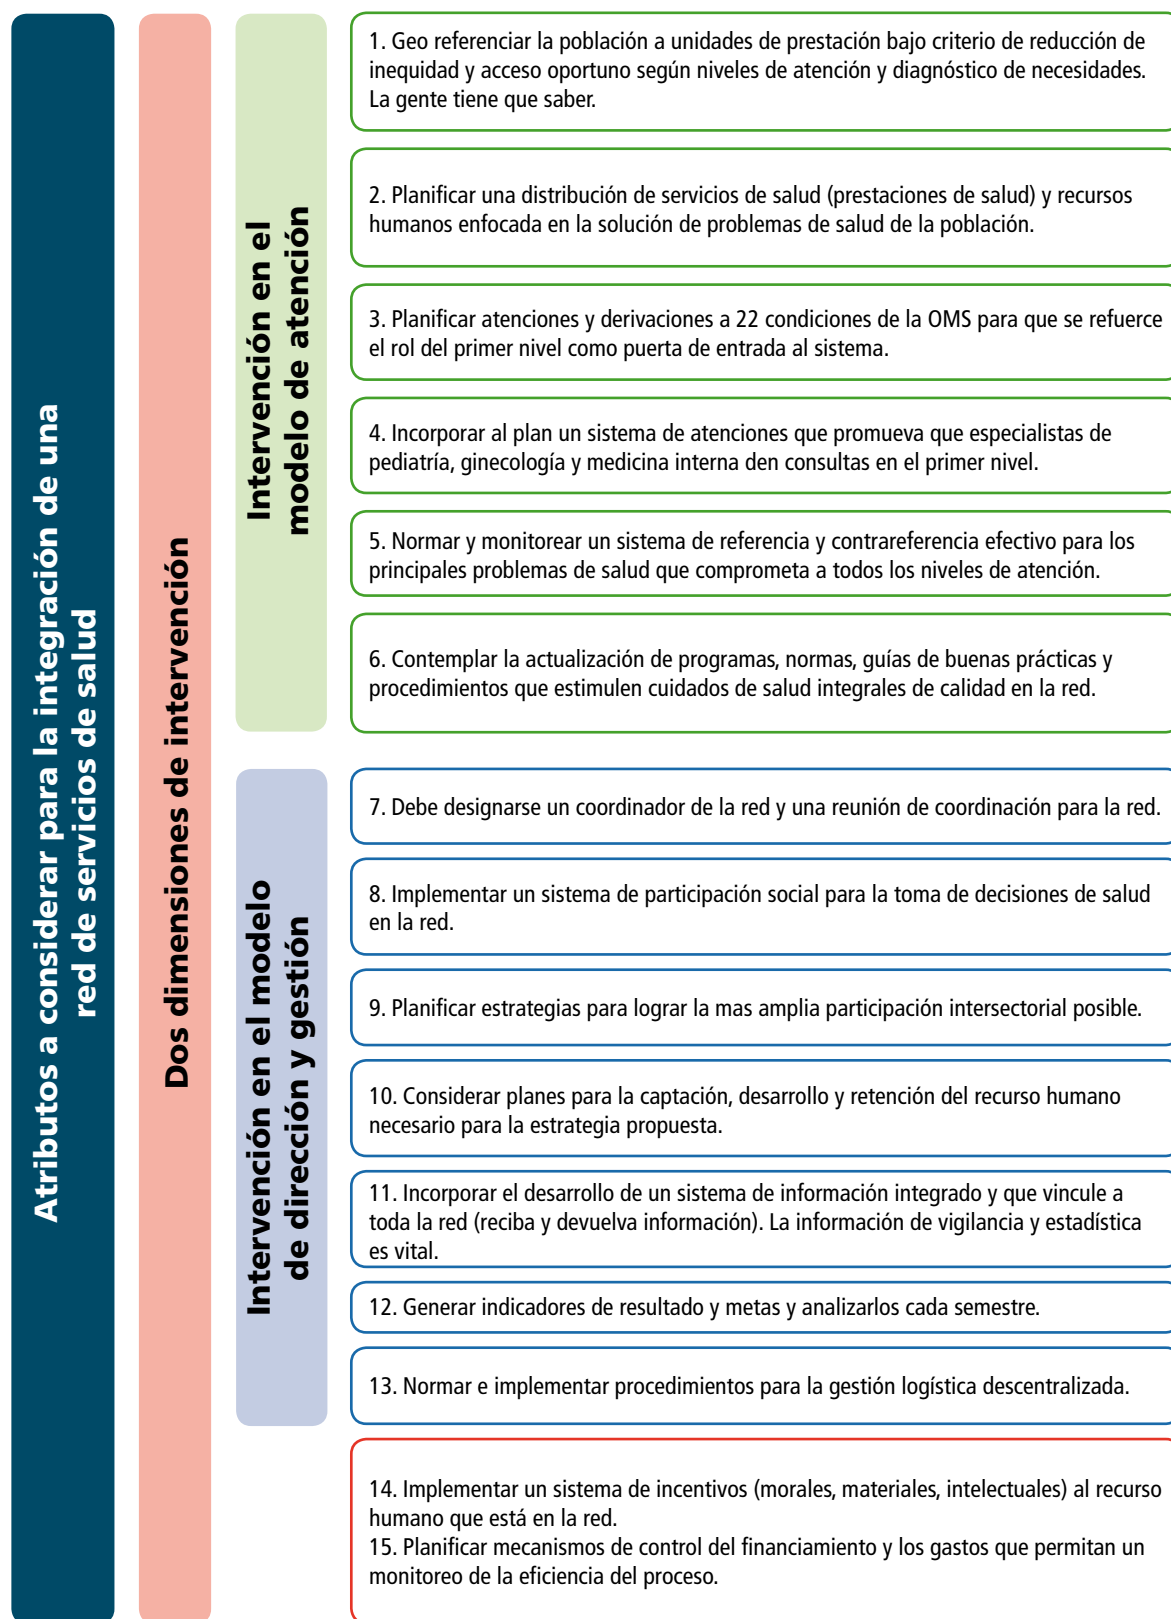 Atributos a considerar para la integración de una
red de servicios de salud
Dos dimensiones de intervención
Intervención en el
modelo de atención
1. Geo referenciar la población a unidades de prestación bajo criterio de reducción de
inequidad y acceso oportuno según niveles de atención y diagnóstico de necesidades.
La gente tiene que saber.
2. Planificar una distribución de servicios de salud (prestaciones de salud) y recursos
humanos enfocada en la solución de problemas de salud de la población.
3. Planificar atenciones y derivaciones a 22 condiciones de la OMS para que se refuerce
el rol del primer nivel como puerta de entrada al sistema.
4. Incorporar al plan un sistema de atenciones que promueva que especialistas de
pediatría, ginecología y medicina interna den consultas en el primer nivel.
5. Normar y monitorear un sistema de referencia y contrareferencia efectivo para los
principales problemas de salud que comprometa a todos los niveles de atención.
6. Contemplar la actualización de programas, normas, guías de buenas prácticas y
procedimientos que estimulen cuidados de salud integrales de calidad en la red.
Intervención en el modelo
de dirección y gestión
7. Debe designarse un coordinador de la red y una reunión de coordinación para la red.
8. Implementar un sistema de participación social para la toma de decisiones de salud
en la red.
9. Planificar estrategias para lograr la mas amplia participación intersectorial posible.
10. Considerar planes para la captación, desarrollo y retención del recurso humano
necesario para la estrategia propuesta.
11. Incorporar el desarrollo de un sistema de información integrado y que vincule a
toda la red (reciba y devuelva información). La información de vigilancia y estadística
es vital.
12. Generar indicadores de resultado y metas y analizarlos cada semestre.
13. Normar e implementar procedimientos para la gestión logística descentralizada.
14. Implementar un sistema de incentivos (morales, materiales, intelectuales) al recurso
humano que está en la red.
15. Planificar mecanismos de control del financiamiento y los gastos que permitan un
monitoreo de la eficiencia del proceso.